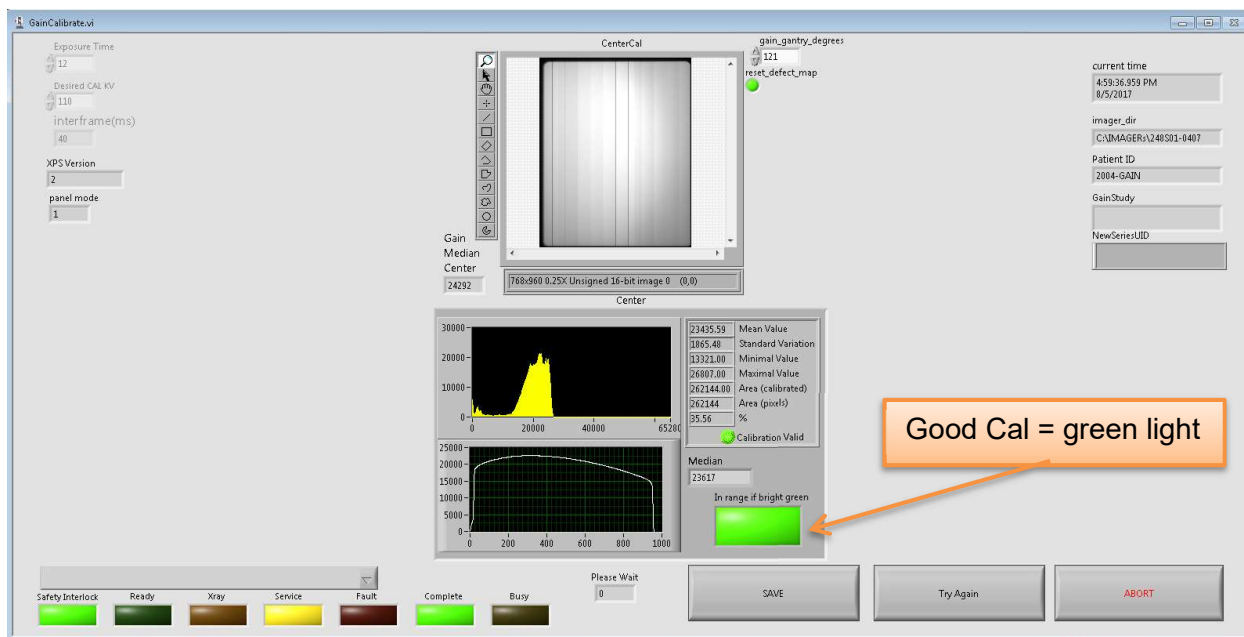 GainCalibrate.vi
Exposure Time
12
Desired CAL KV
110
interframe(ms)
40
XPS Version
2
panel mode
1
CenterCal
gain_gantry_degrees
121
reset_defect_map
current time
4:59:36.959 PM
8/5/2017
imager_dir
C:\IMAGERs\248S01-0407
Patient ID
2004-GAIN
GainStudy
NewSeriesUID
Gain
Median
Center
24292
768x960 0.25X Unsigned 16-bit image 0 (0,0)
Center
30000
20000
10000
0
0 20000 40000 65280
25000
20000
15000
10000
5000
0
0 200 400 600 800 1000
23435.59 Mean Value
1865.48 Standard Variation
13321.00 Minimal Value
26807.00 Maximal Value
262144.00 Area (calibrated)
262144 Area (pixels)
35.56 %
Calibration Valid
Median
23617
In range if bright green
Good Cal = green light
Safety Interlock Ready Xray Service Fault Complete Busy
Please Wait
0
SAVE
Try Again
ABORT